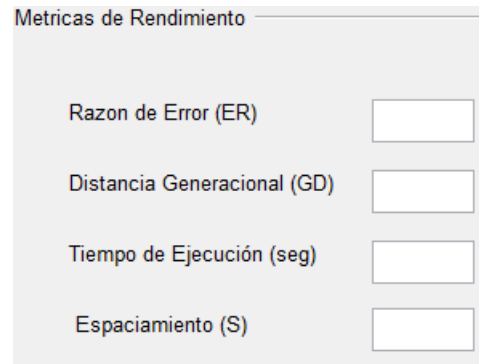 Metricas de Rendimiento
Razon de Error (ER)
Distancia Generacional (GD)
Tiempo de Ejecución (seg)
Espaciamiento (S)